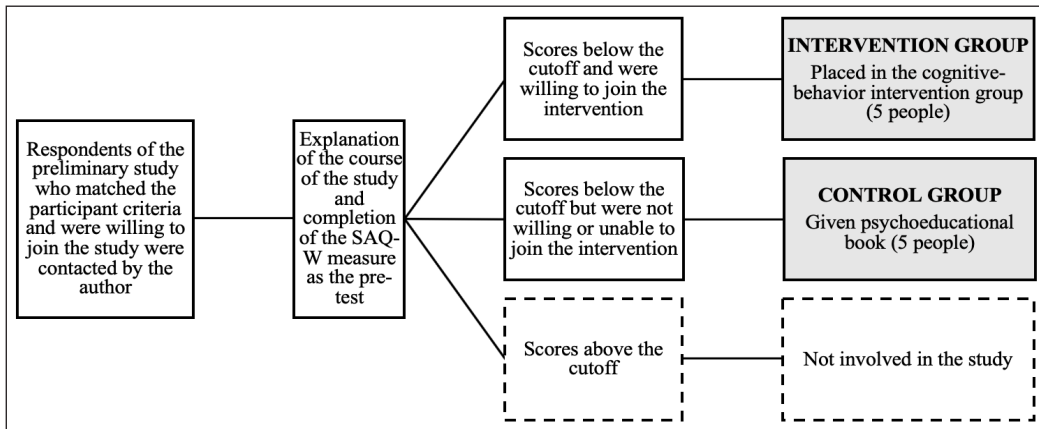 Respondents of the
preliminary study
who matched the
participant criteria
and were willing to
join the study were
contacted by the
author
Explanation
of the course
of the study
and
completion
of the SAQ-
W measure
as the pre-
test
Scores below the
cutoff and were
willing to join the
intervention
INTERVENTION GROUP
Placed in the cognitive-
behavior intervention group
(5 people)
Scores below the
cutoff but were not
willing or unable to
join the intervention
CONTROL GROUP
Given psychoeducational
book (5 people)
Scores above the
cutoff
Not involved in the study